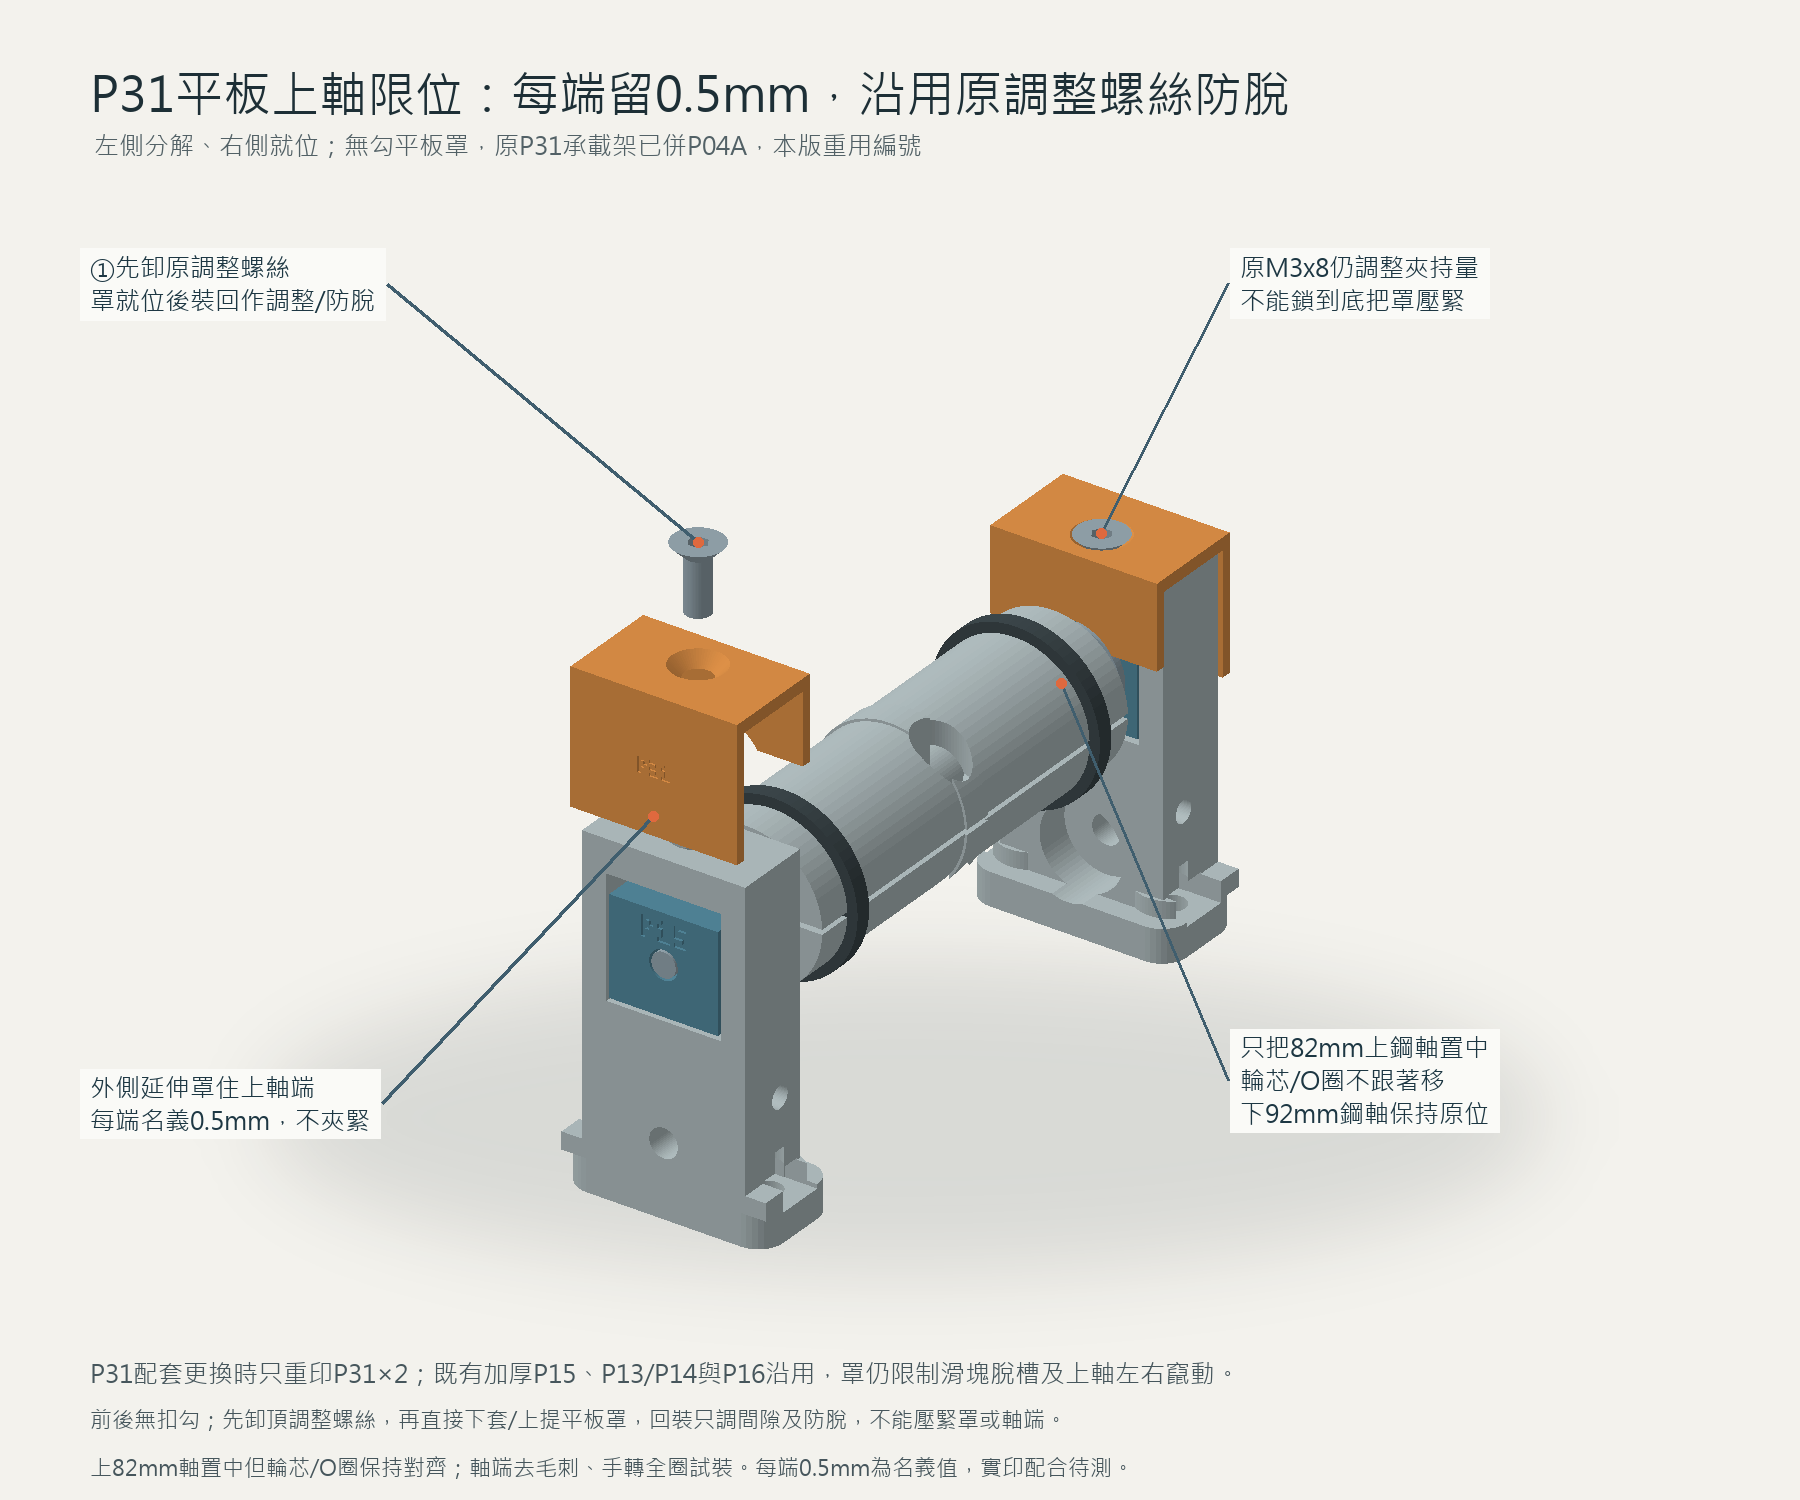 P31平板上軸限位：每端留0.5mm，沿用原調整螺絲防脫
左側分解、右側就位；無勾平板罩，原P31承載架已併P04A，本版重用編號
①先卸原調整螺絲
罩就位後裝回作調整/防脫
原M3x8仍調整夾持量
不能鎖到底把罩壓緊
P31
P15
外側延伸罩住上軸端
每端名義0.5mm，不夾緊
只把82mm上鋼軸置中
輪芯/O圈不跟著移
下92mm鋼軸保持原位
P31配套更換時只重印P31×2；既有加厚P15、P13/P14與P16沿用，罩仍限制滑塊脫槽及上軸左右竄動。
前後無扣勾；先卸頂調整螺絲，再直接下套/上提平板罩，回裝只調間隙及防脫，不能壓緊罩或軸端。
上82mm軸置中但輪芯/O圈保持對齊；軸端去毛刺、手轉全圈試裝。每端0.5mm為名義值，實印配合待測。